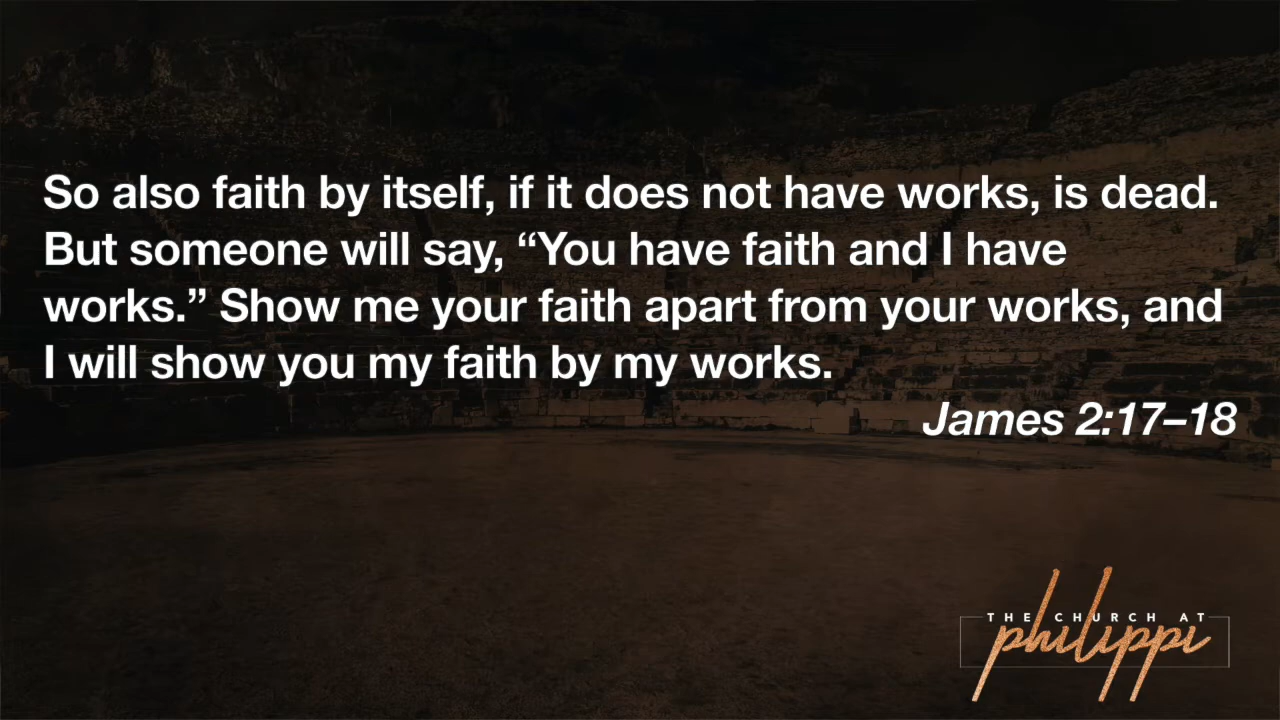 So also faith by itself, if it does not have works, is dead.
But someone will say, “You have faith and I have
works.” Show me your faith apart from your works, and
I will show you my faith by my works.
James 2:17–18
THE CHURCH AT
philippi